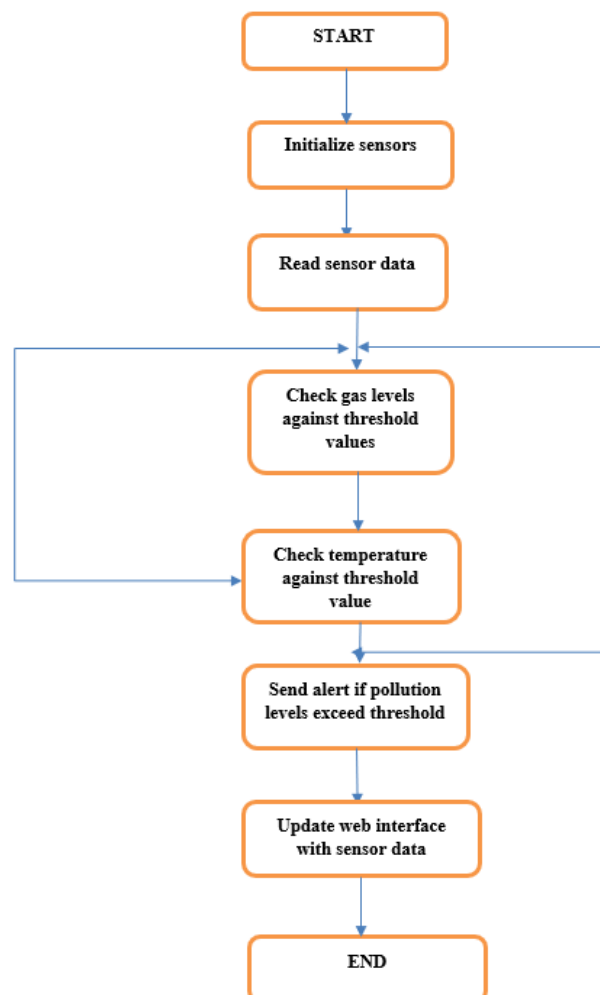 START
Initialize sensors
Read sensor data
Check gas levels
against threshold
values
Check temperature
against threshold
value
Send alert if pollution
levels exceed threshold
Update web interface
with sensor data
END